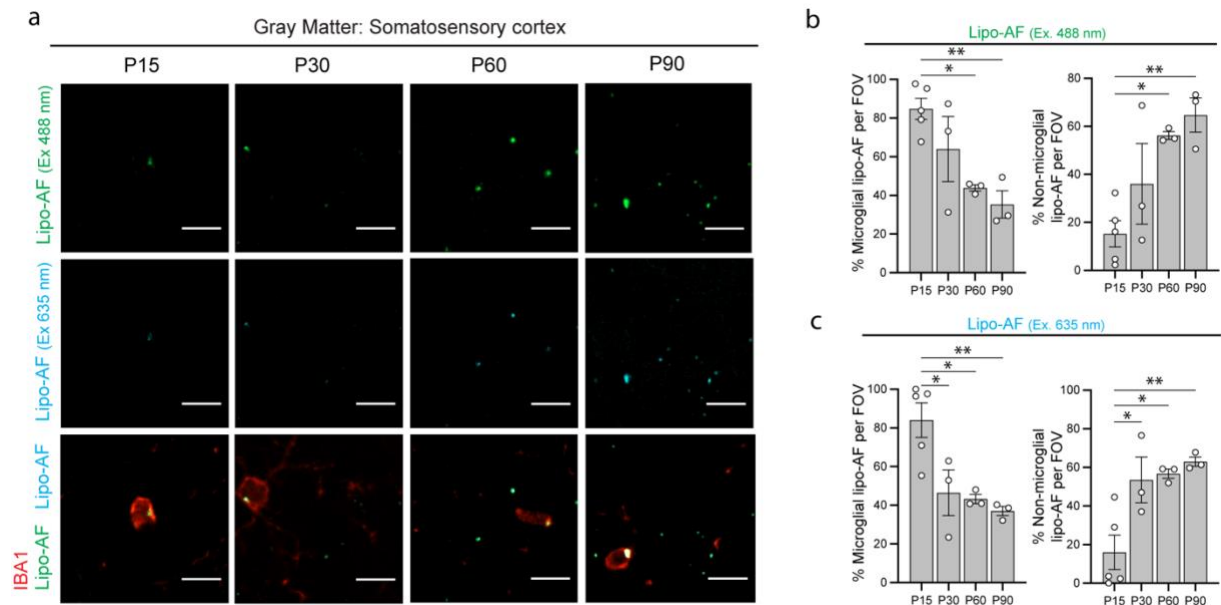 a
Gray Matter: Somatosensory cortex
P15 P30 P60 P90
Lipo-AF (Ex 488 nm)
Lipo-AF (Ex 635 nm)
IBA1
Lipo-AF Lipo-AF
b
Lipo-AF (Ex. 488 nm)
% Microglial lipo-AF per FOV
100
80
60
40
20
0
**
*
P15 P30 P60 P90
% Non-microglial
lipo-AF per FOV
80
60
40
20
0
**
*
P15 P30 P60 P90
c
Lipo-AF (Ex. 635 nm)
% Microglial lipo-AF per FOV
100
80
60
40
20
0
**
*
*
P15 P30 P60 P90
% Non-microglial
lipo-AF per FOV
100
80
60
40
20
0
**
*
*
P15 P30 P60 P90